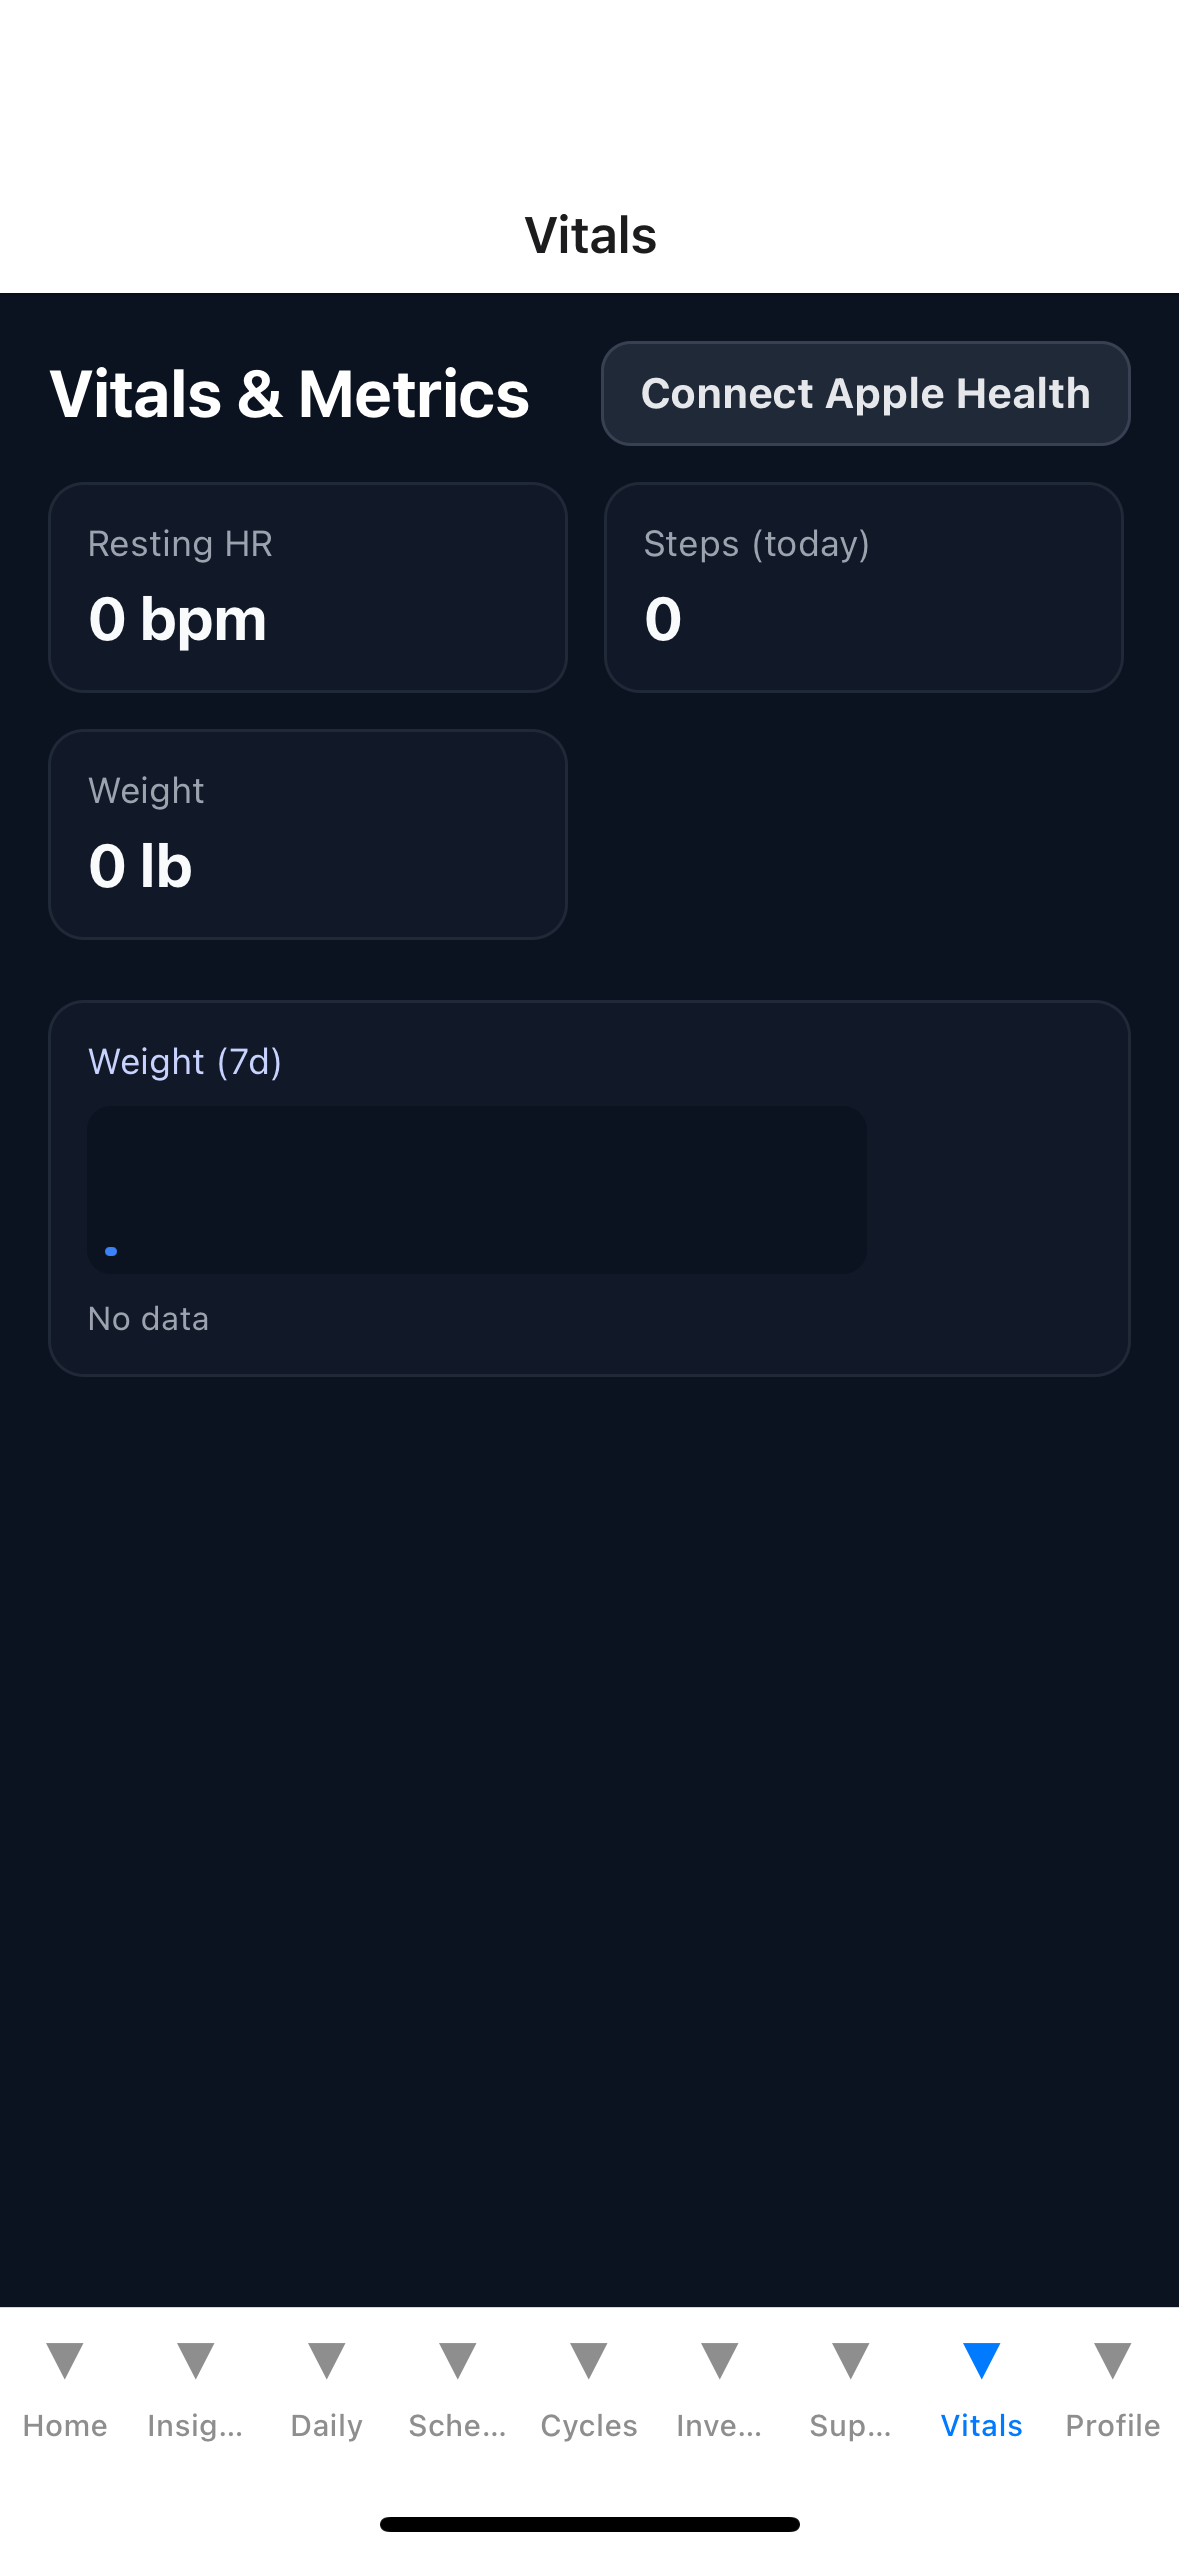 Vitals
Vitals & Metrics
Connect Apple Health
Resting HR
0 bpm
Steps (today)
0
Weight
0 lb
Weight (7d)
No data
Home
Insig...
Daily
Sche...
Cycles
Inve...
Sup...
Vitals
Profile